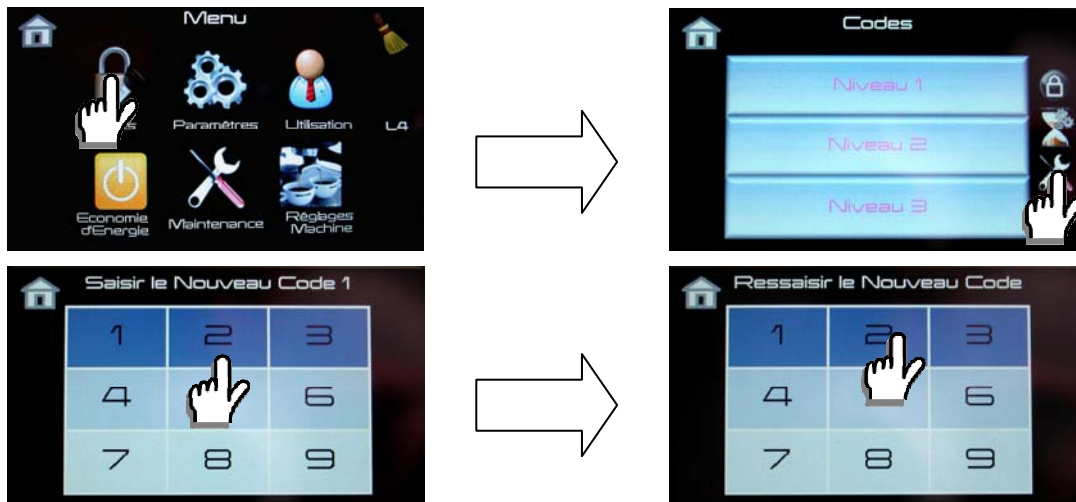 Menu
Paramétres
Utilisation
L4
Economie
d'Energie
Maintenance
Réglages
Machine
Codes
Niveau 1
Niveau 2
Niveau 3
Saisir le Nouveau Code 1
1 2 3
4 6
7 8 9
Ressaisir le Nouveau Code
1 2 3
4 6
7 8 9